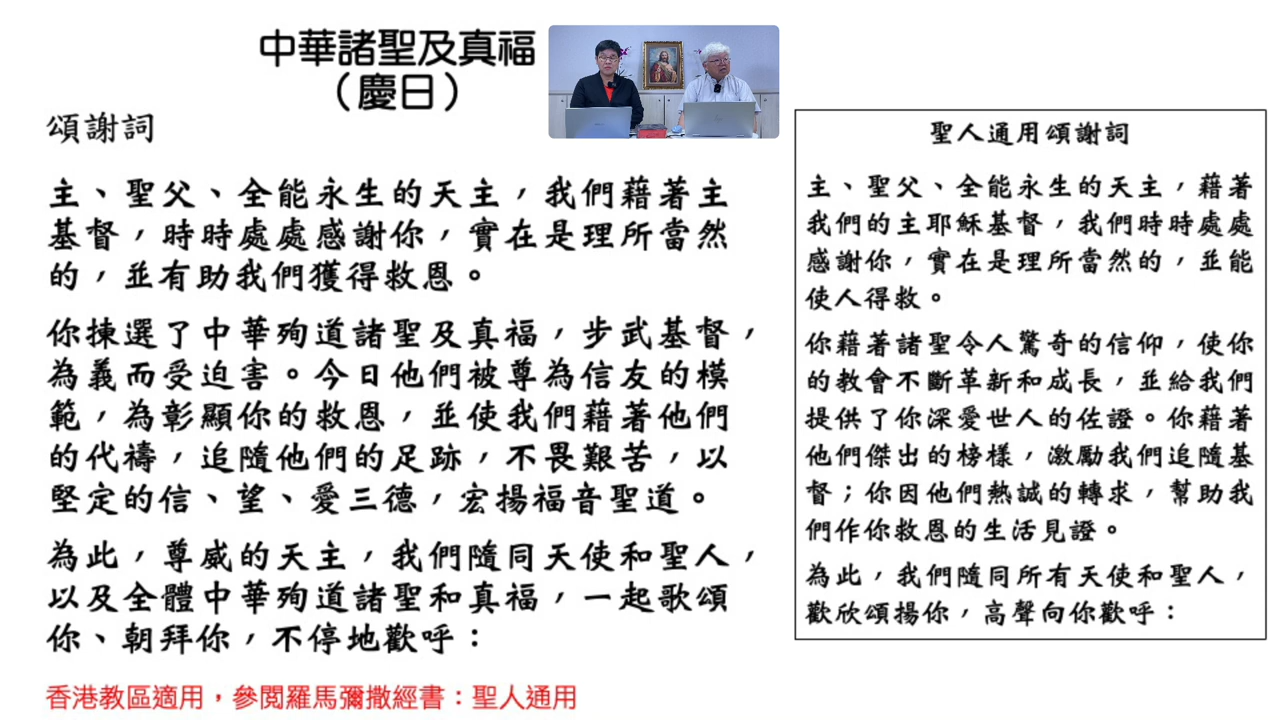 中華諸聖及真福
（慶日）
頌謝詞
主、聖父、全能永生的天主，我們藉著主
基督，時時處處感謝你，實在是理所當然
的，並有助我們獲得救恩。
你揀選了中華殉道諸聖及真福，步武基督，
為義而受迫害。今日他們被尊為信友的模
範，為彰顯你的救恩，並使我們藉著他們
的代禱，追隨他們的足跡，不畏艱苦，以
堅定的信、望、愛三德，宏揚福音聖道。
為此，尊威的天主，我們隨同天使和聖人，
以及全體中華殉道諸聖和真福，一起歌頌
你、朝拜你，不停地歡呼：
香港教區適用，參閱羅馬彌撒經書：聖人通用
聖人通用頌謝詞
主、聖父、全能永生的天主，藉著
我們的主耶穌基督，我們時時處處
感謝你，實在是理所當然的，並能
使人得救。
你藉著諸聖令人驚奇的信仰，使你
的教會不斷革新和成長，並給我們
提供了你深愛世人的佐證。你藉著
他們傑出的榜樣，激勵我們追隨基
督；你因他們熱誠的轉求，幫助我
們作你救恩的生活見證。
為此，我們隨同所有天使和聖人，
歡欣頌揚你，高聲向你歡呼：